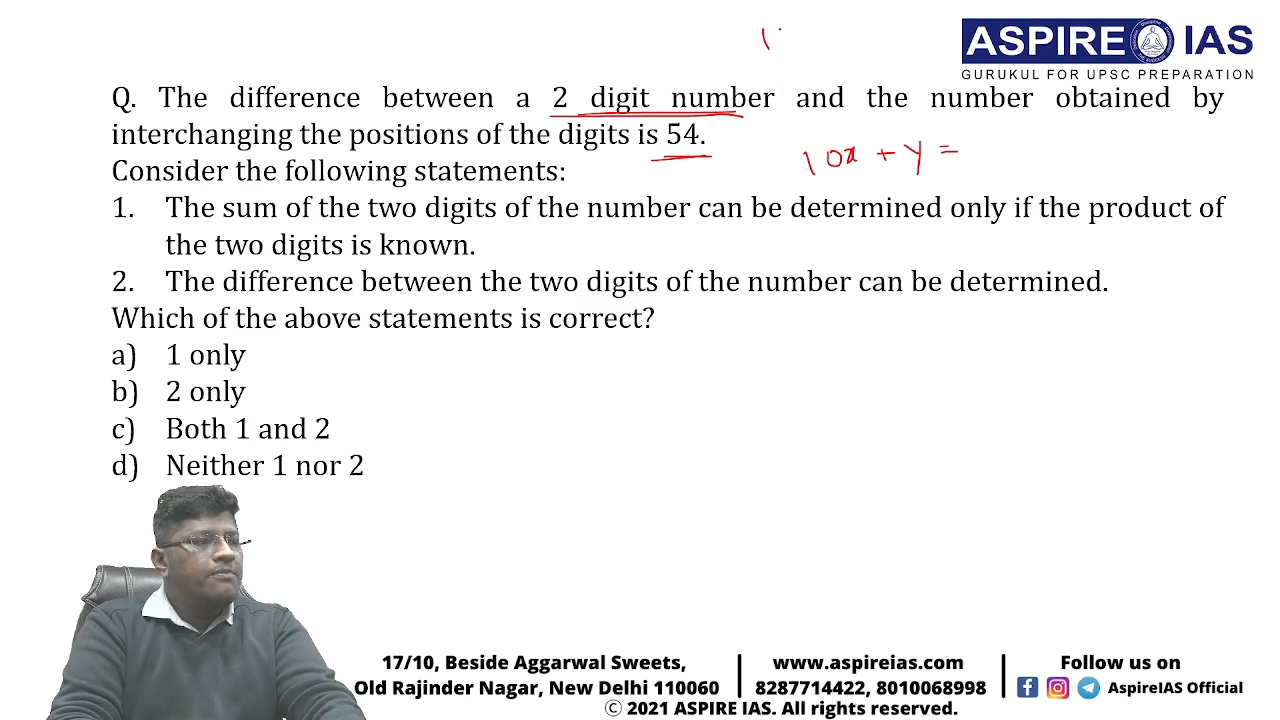 ASPIRE IAS
GURUKUL FOR UPSC PREPARATION
Q. The difference between a 2 digit number and the number obtained by
interchanging the positions of the digits is 54.
10x + y =
Consider the following statements:
1. The sum of the two digits of the number can be determined only if the product of
the two digits is known.
2. The difference between the two digits of the number can be determined.
Which of the above statements is correct?
a) 1 only
b) 2 only
c) Both 1 and 2
d) Neither 1 nor 2
17/10, Beside Aggarwal Sweets,
Old Rajinder Nagar, New Delhi 110060
www.aspireias.com
8287714422, 8010068998
Follow us on
AspireIAS Official
Ⓒ 2021 ASPIRE IAS. All rights reserved.